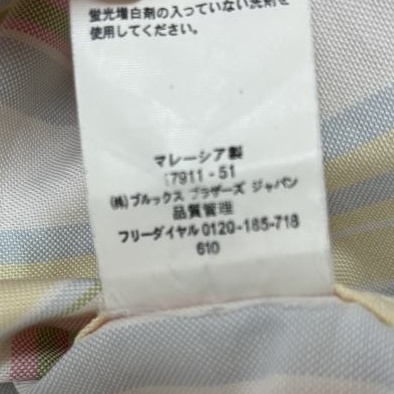 蛍光増白剤の入っていない洗剤を
使用してください。
マレーシア製
17911-51
(株)ブルックス ブラザーズ ジャパン
品質管理
フリーダイヤル 0120-185-718
610